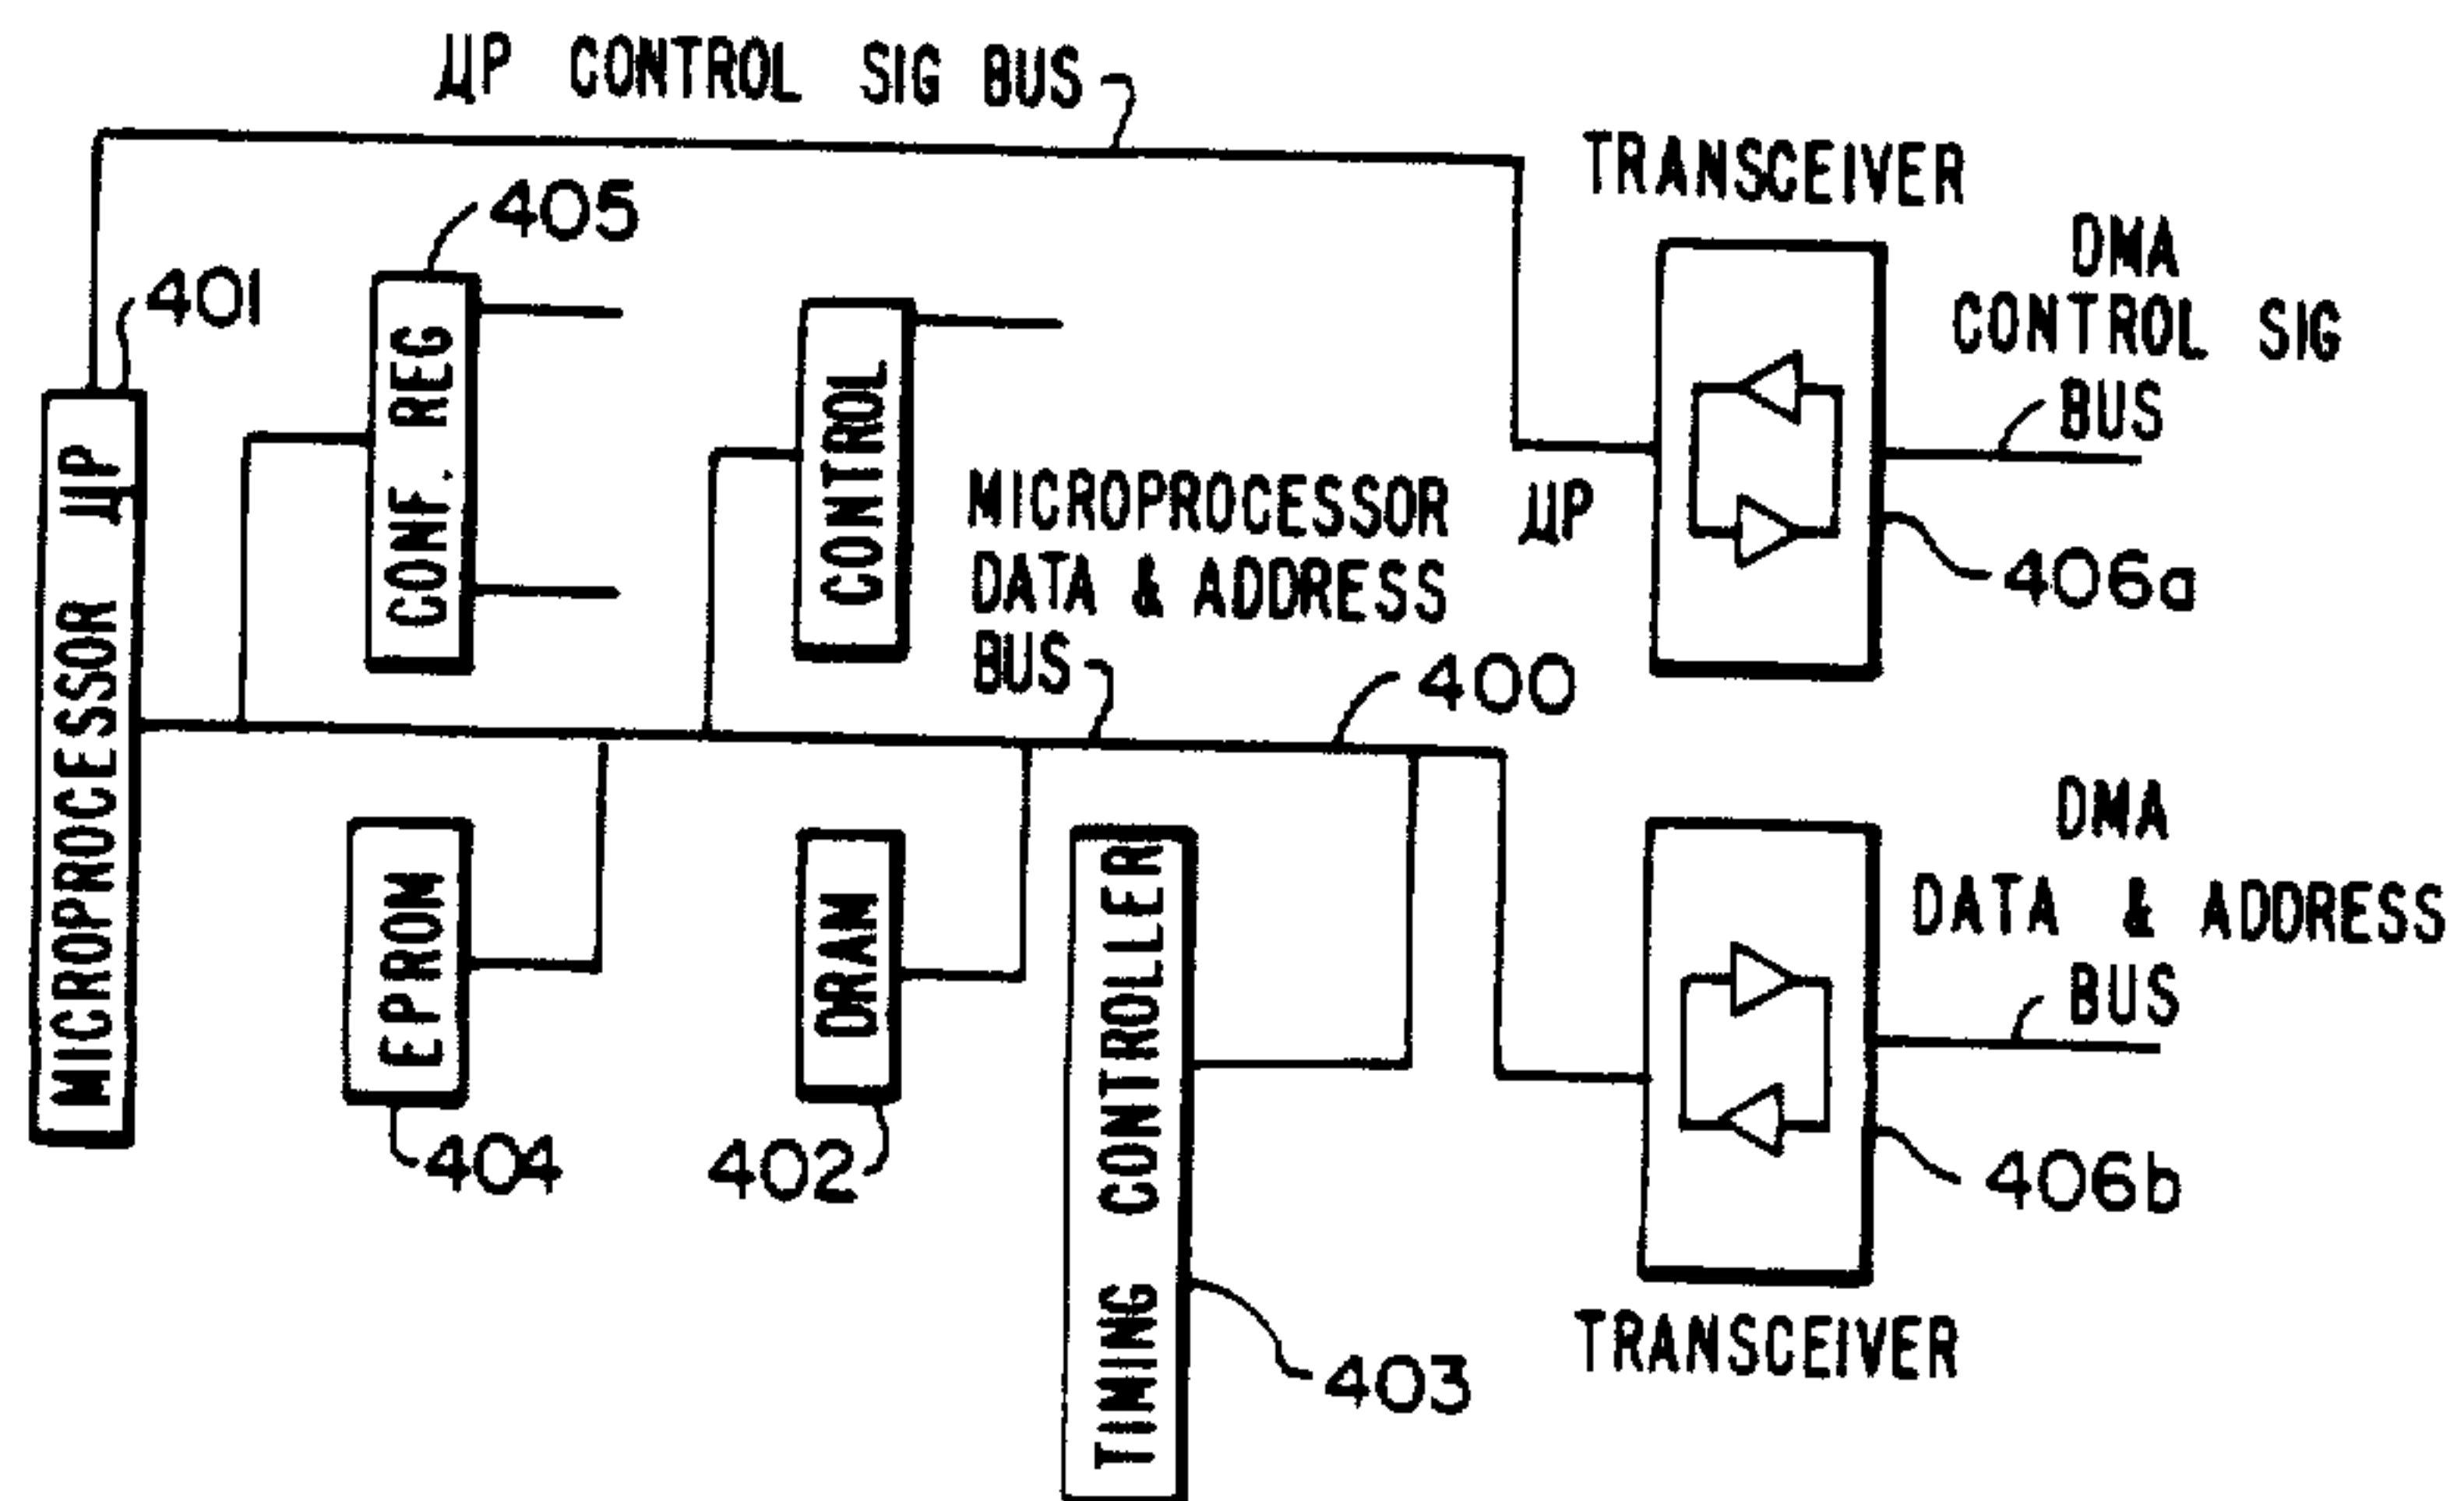 µP CONTROL SIG BUS
TRANSCEIVER
405
DMA
CONTROL SIG
BUS
401
CONF. REG
CONTROL
MICROPROCESSOR µP
MICROPROCESSOR
DATA & ADDRESS
BUS
µP
406a
400
DMA
DATA & ADDRESS
BUS
EPROM
DRAM
TIMING CONTROLLER
404
402
406b
TRANSCEIVER
403